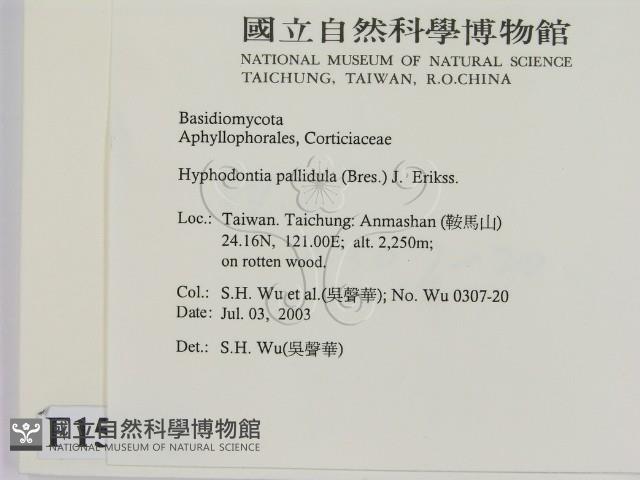 國立自然科學博物館
NATIONAL MUSEUM OF NATURAL SCIENCE
TAICHUNG, TAIWAN, R.O.CHINA
Basidiomycota
Aphyllophorales, Corticiaceae
Hyphodontia pallidula (Bres.) J. Erikss.
Loc.: Taiwan. Taichung: Anmashan (鞍馬山)
24.16N, 121.00E; alt. 2,250m;
on rotten wood.
Col.: S.H. Wu et al.(吳聲華); No. Wu 0307-20
Date: Jul. 03, 2003
Det.: S.H. Wu(吳聲華)
國立自然科學博物館
NATIONAL MUSEUM OF NATURAL SCIENCE